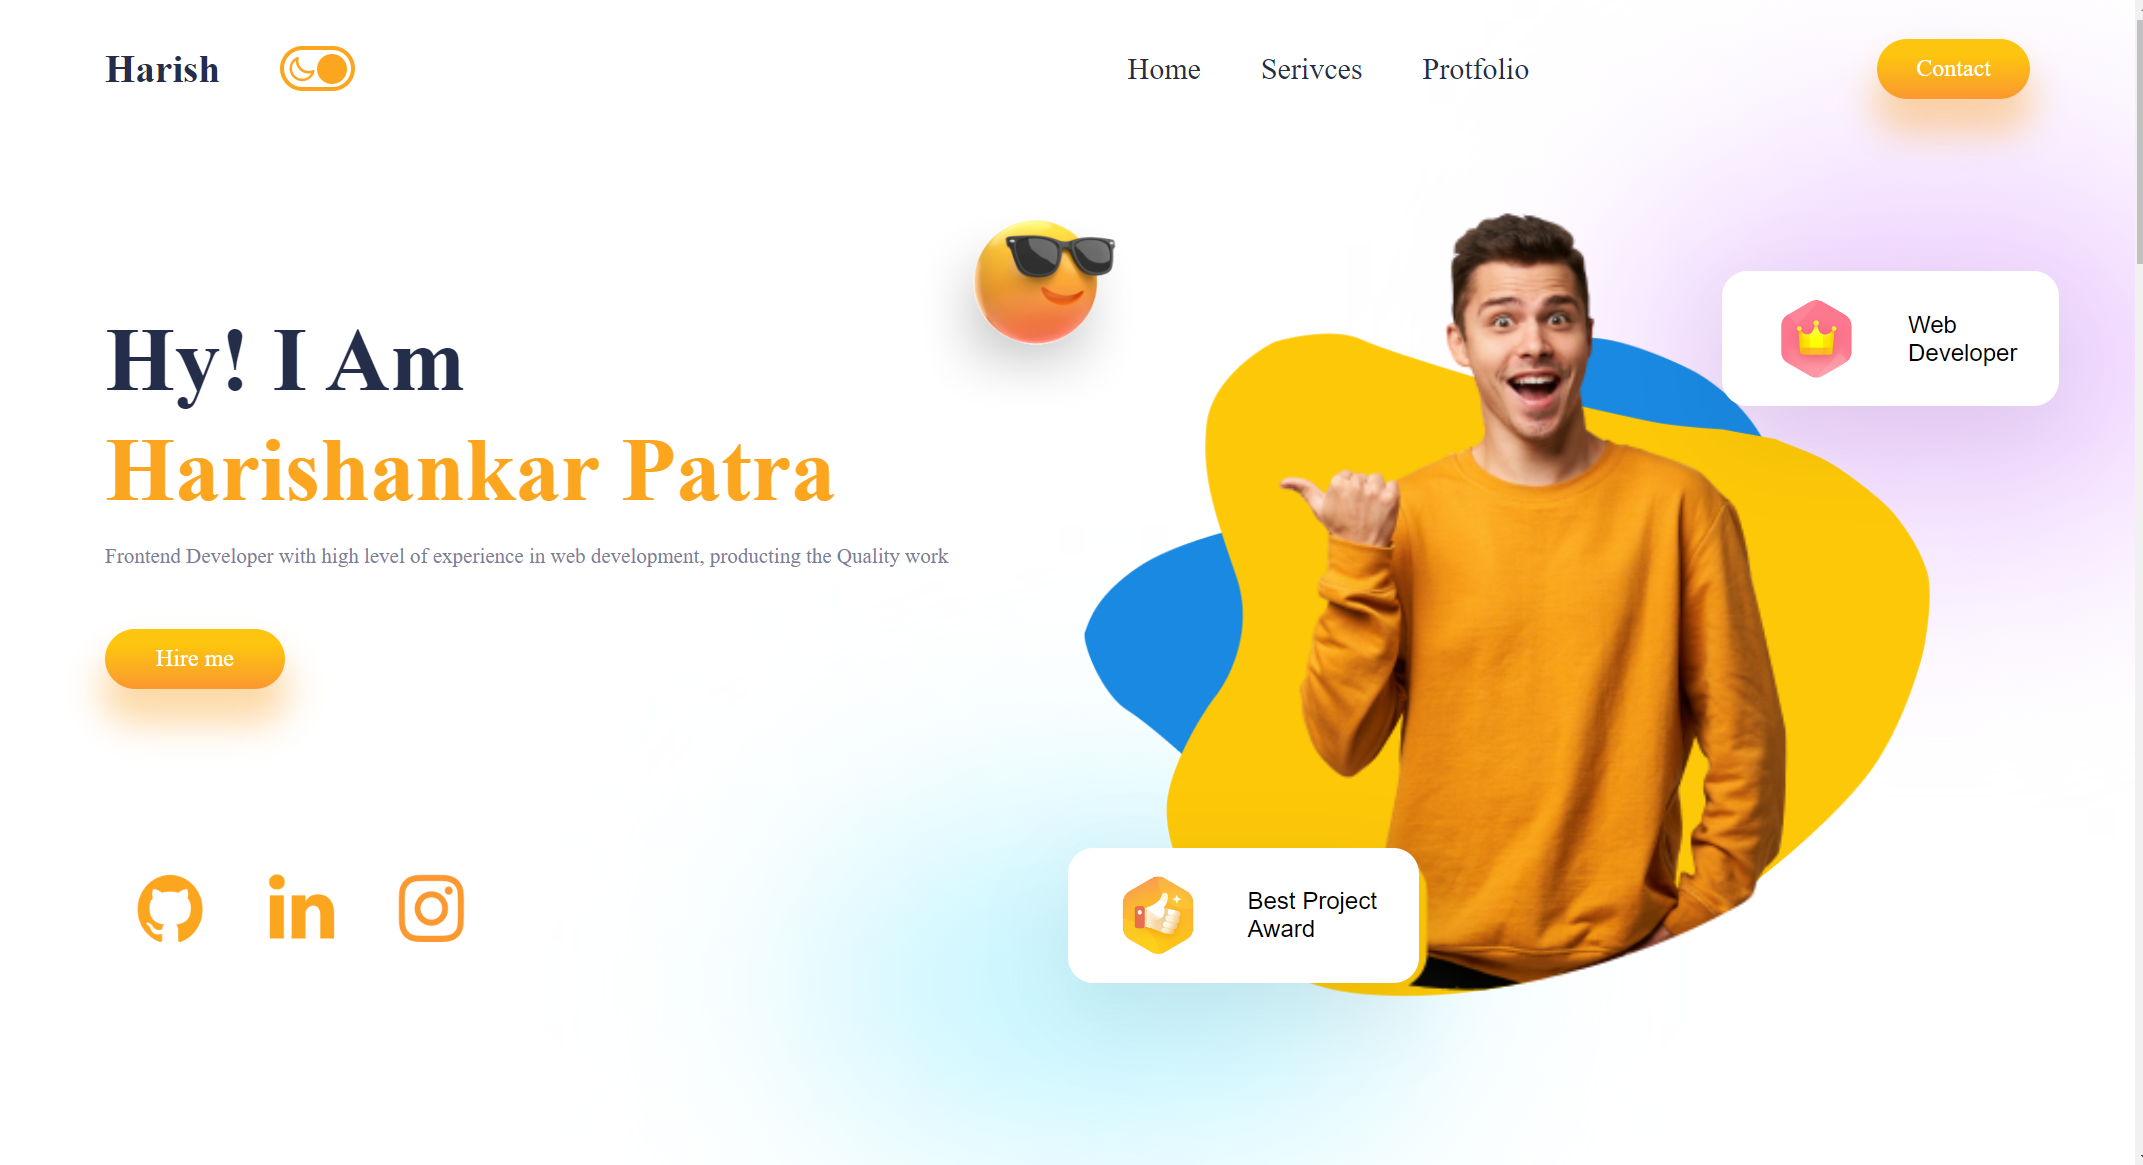 Harish
Home
Serivces
Protfolio
Contact
Hy! I Am
Harishankar Patra
Frontend Developer with high level of experience in web development, producting the Quality work
Hire me
Web
Developer
Best Project
Award
in